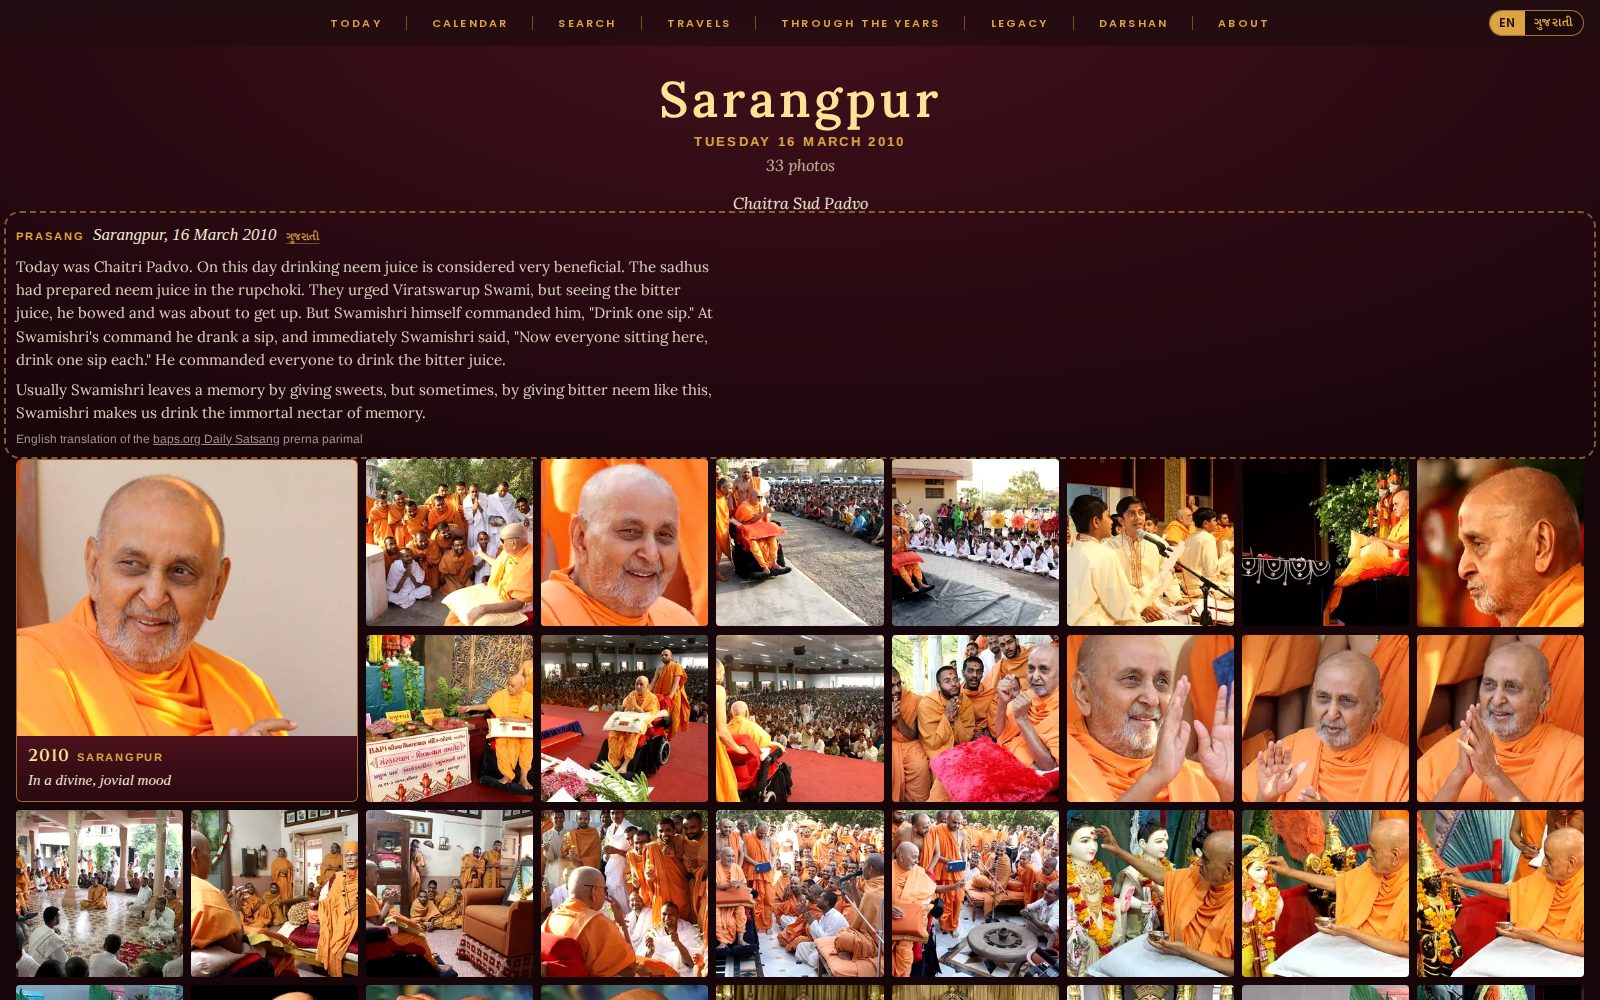 TODAY
CALENDAR
SEARCH
TRAVELS
THROUGH THE YEARS
LEGACY
DARSHAN
ABOUT
EN
ગુજરાતી
Sarangpur
TUESDAY 16 MARCH 2010
33 photos
Chaitra Sud Padvo
PRASANG Sarangpur, 16 March 2010 ગુજરાતી
Today was Chaitri Padvo. On this day drinking neem juice is considered very beneficial. The sadhus
had prepared neem juice in the rupchoki. They urged Viratswarup Swami, but seeing the bitter
juice, he bowed and was about to get up. But Swamishri himself commanded him, "Drink one sip." At
Swamishri's command he drank a sip, and immediately Swamishri said, "Now everyone sitting here,
drink one sip each." He commanded everyone to drink the bitter juice.
Usually Swamishri leaves a memory by giving sweets, but sometimes, by giving bitter neem like this,
Swamishri makes us drink the immortal nectar of memory.
English translation of the baps.org Daily Satsang prerna parimal
2010 SARANGPUR
In a divine, jovial mood